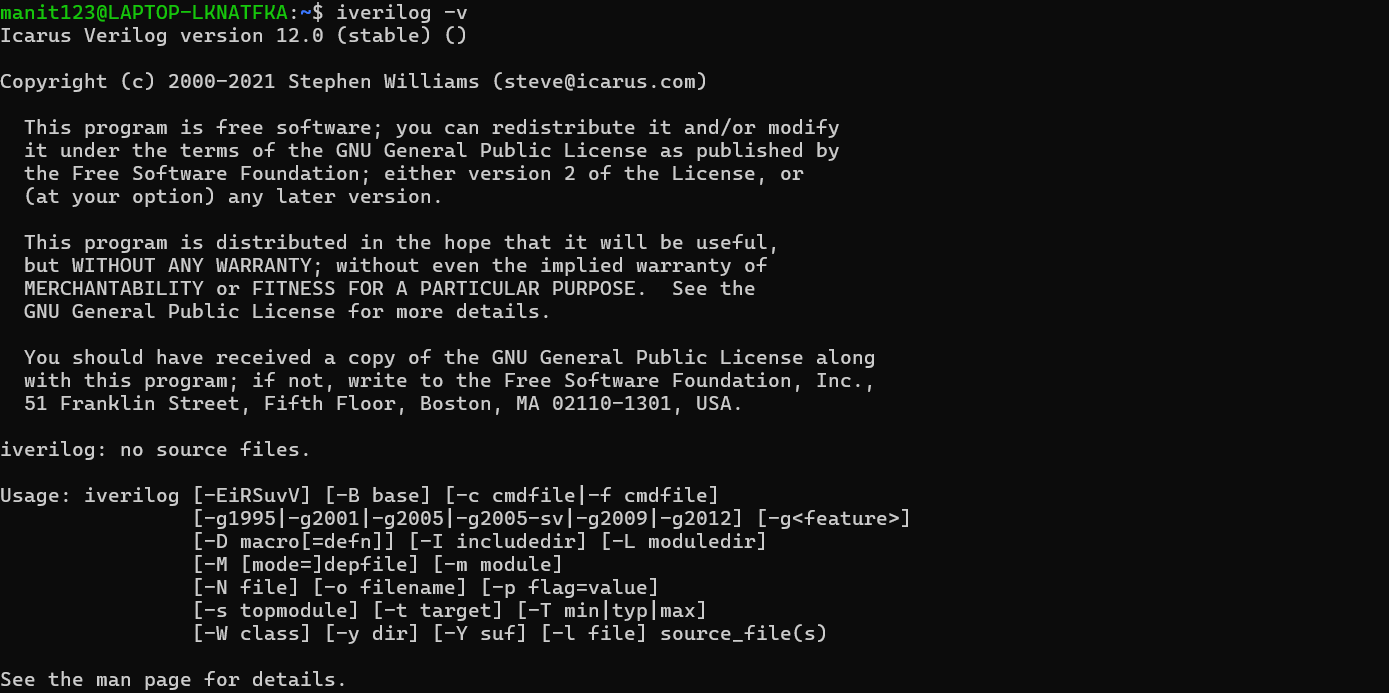 manit123@LAPTOP-LKNATFKA:~$ iverilog -v
Icarus Verilog version 12.0 (stable) ()
Copyright (c) 2000-2021 Stephen Williams (steve@icarus.com)
This program is free software; you can redistribute it and/or modify
it under the terms of the GNU General Public License as published by
the Free Software Foundation; either version 2 of the License, or
(at your option) any later version.
This program is distributed in the hope that it will be useful,
but WITHOUT ANY WARRANTY; without even the implied warranty of
MERCHANTABILITY or FITNESS FOR A PARTICULAR PURPOSE.  See the
GNU General Public License for more details.
You should have received a copy of the GNU General Public License along
with this program; if not, write to the Free Software Foundation, Inc.,
51 Franklin Street, Fifth Floor, Boston, MA 02110-1301, USA.
iverilog: no source files.
Usage: iverilog [-EiRSuvV] [-B base] [-c cmdfile|-f cmdfile]
[-g1995|-g2001|-g2005|-g2005-sv|-g2009|-g2012] [-g<feature>]
[-D macro[=defn]] [-I includedir] [-L moduledir]
[-M [mode=]depfile] [-m module]
[-N file] [-o filename] [-p flag=value]
[-s topmodule] [-t target] [-T min|typ|max]
[-W class] [-y dir] [-Y suf] [-l file] source_file(s)
See the man page for details.